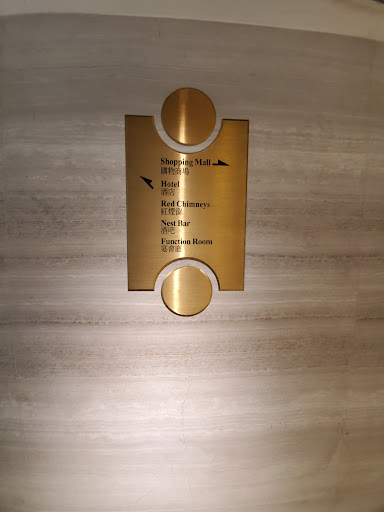 Shopping Mall
購物商場
Hotel
酒店
Red Chimneys
紅煙囪
Nest Bar
酒吧
Function Room
宴會廳